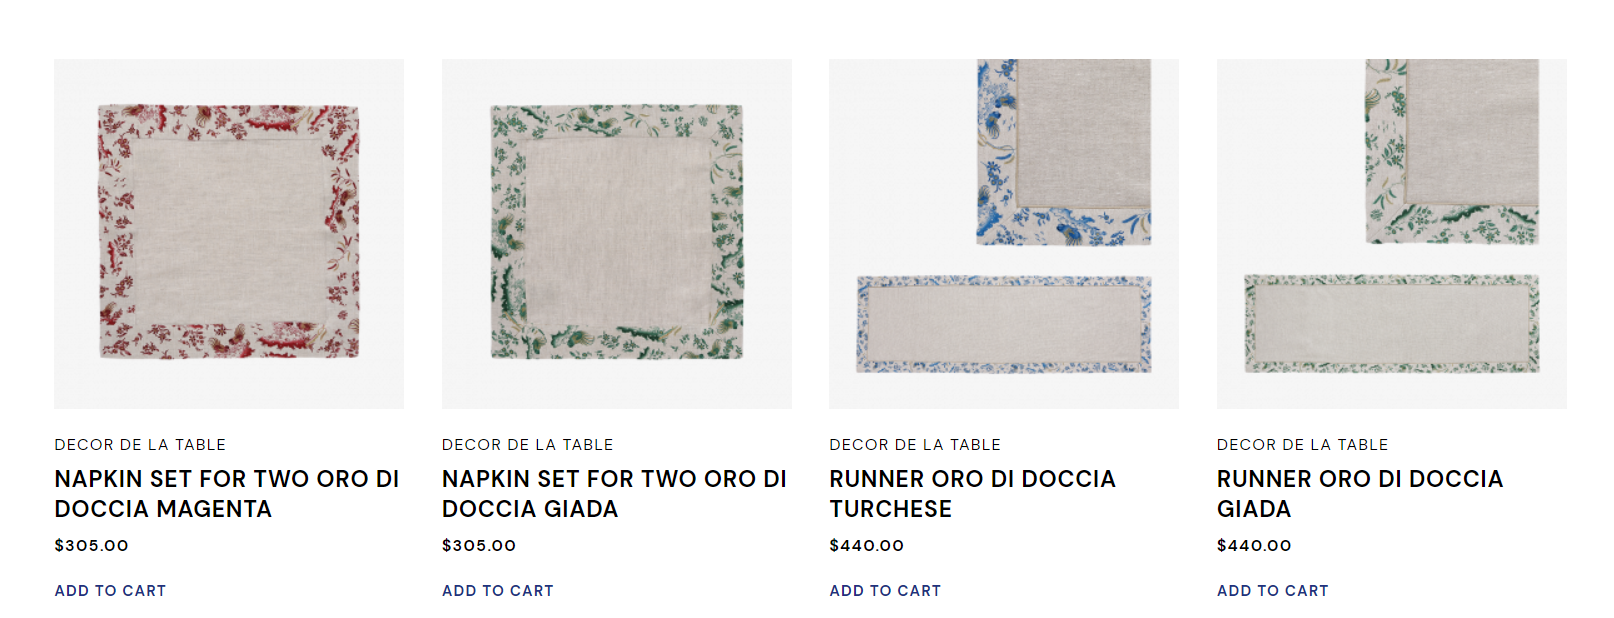 DECOR DE LA TABLE
NAPKIN SET FOR TWO ORO DI
DOCCIA MAGENTA
$305.00
ADD TO CART
DECOR DE LA TABLE
NAPKIN SET FOR TWO ORO DI
DOCCIA GIADA
$305.00
ADD TO CART
DECOR DE LA TABLE
RUNNER ORO DI DOCCIA
TURCHESE
$440.00
ADD TO CART
DECOR DE LA TABLE
RUNNER ORO DI DOCCIA
GIADA
$440.00
ADD TO CART